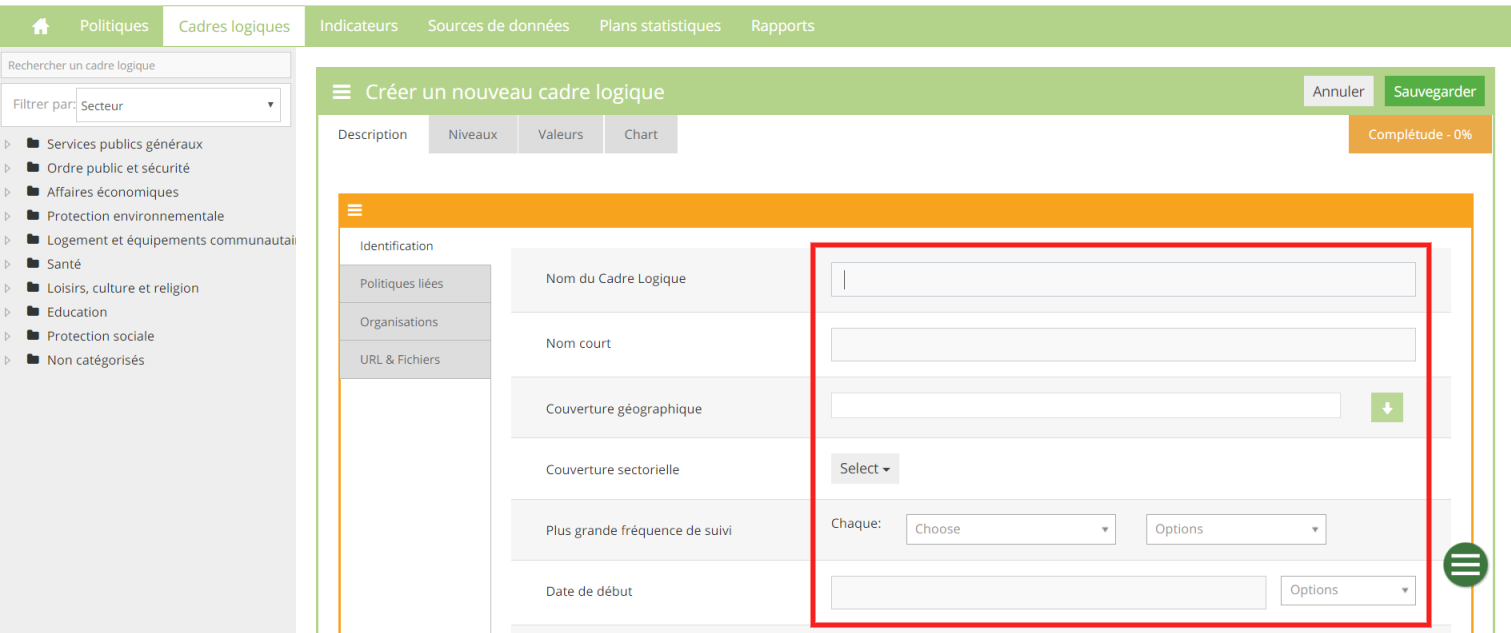 Politiques Cadres logiques Indicateurs Sources de données Plans statistiques Rapports
Rechercher un cadre logique
Filtrer par: Secteur
Services publics généraux
Ordre public et sécurité
Affaires économiques
Protection environnementale
Logement et équipements communautai
Santé
Loisirs, culture et religion
Education
Protection sociale
Non catégorisés
Créer un nouveau cadre logique Annuler Sauvegarder
Description Niveaux Valeurs Chart Complétude - 0%
Identification
Politiques liées
Organisations
URL & Fichiers
Nom du Cadre Logique
Nom court
Couverture géographique
Couverture sectorielle Select
Plus grande fréquence de suivi Chaque: Choose Options
Date de début Options